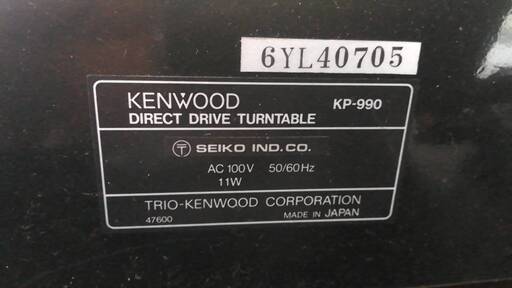 6YL40705
KENWOOD KP-990
DIRECT DRIVE TURNTABLE
〒 SEIKO IND. CO.
AC 100V 50/60Hz
11W
TRIO-KENWOOD CORPORATION
47600 MADE IN JAPAN